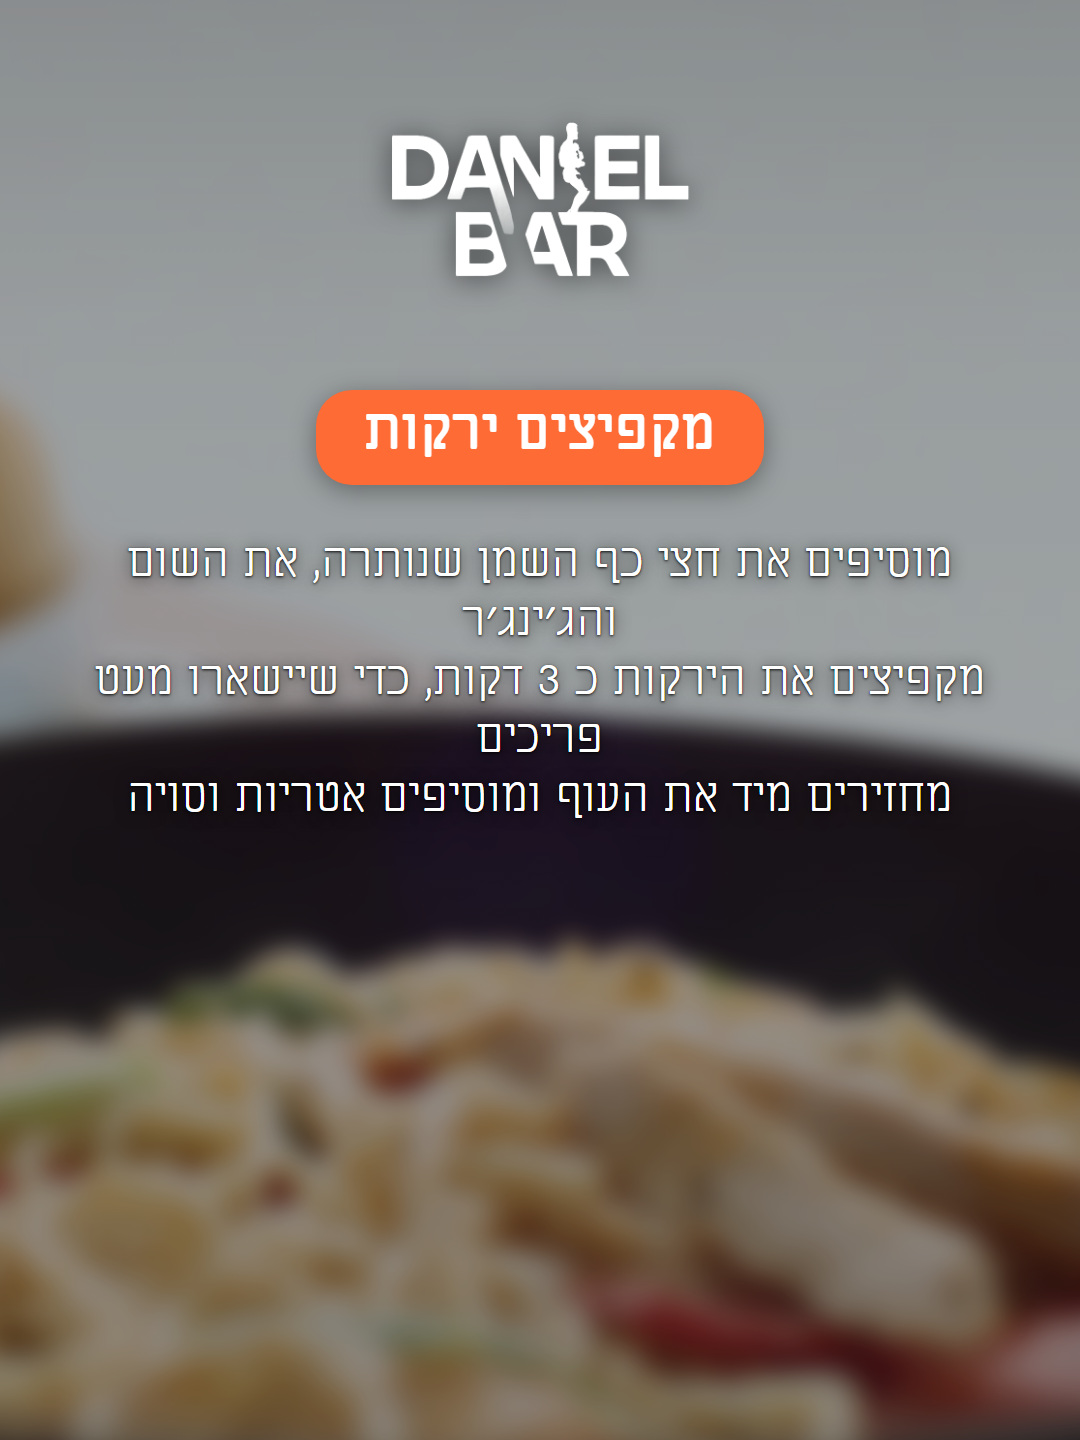 DANIEL
BAR
מקפיצים ירקות
מוסיפים את חצי כף השמן שנותרה, את השום
והג׳ינג׳ר
מקפיצים את הירקות כ 3 דקות, כדי שיישארו מעט
פריכים
מחזירים מיד את העוף ומוסיפים אטריות וסויה